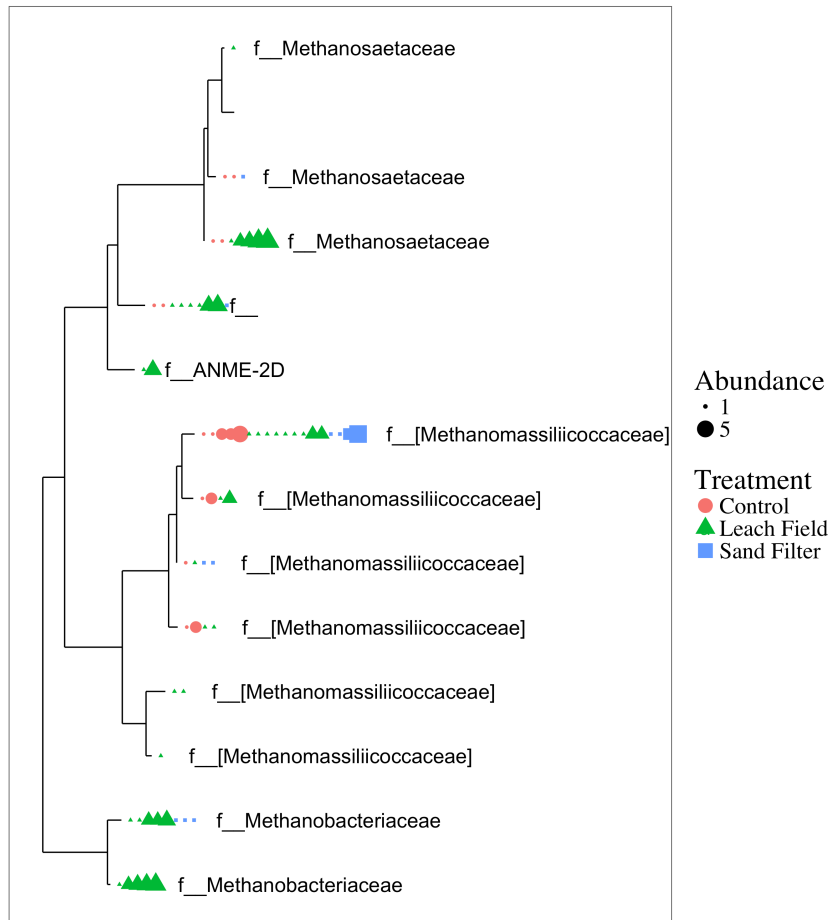 f__Methanosaetaceae
f__Methanosaetaceae
f__Methanosaetaceae
f__
f__ANME-2D
f__[Methanomassiliicoccaceae]
f__[Methanomassiliicoccaceae]
f__[Methanomassiliicoccaceae]
f__[Methanomassiliicoccaceae]
f__[Methanomassiliicoccaceae]
f__[Methanomassiliicoccaceae]
f__Methanobacteriaceae
f__Methanobacteriaceae
Abundance
1
5
Treatment
Control
Leach Field
Sand Filter